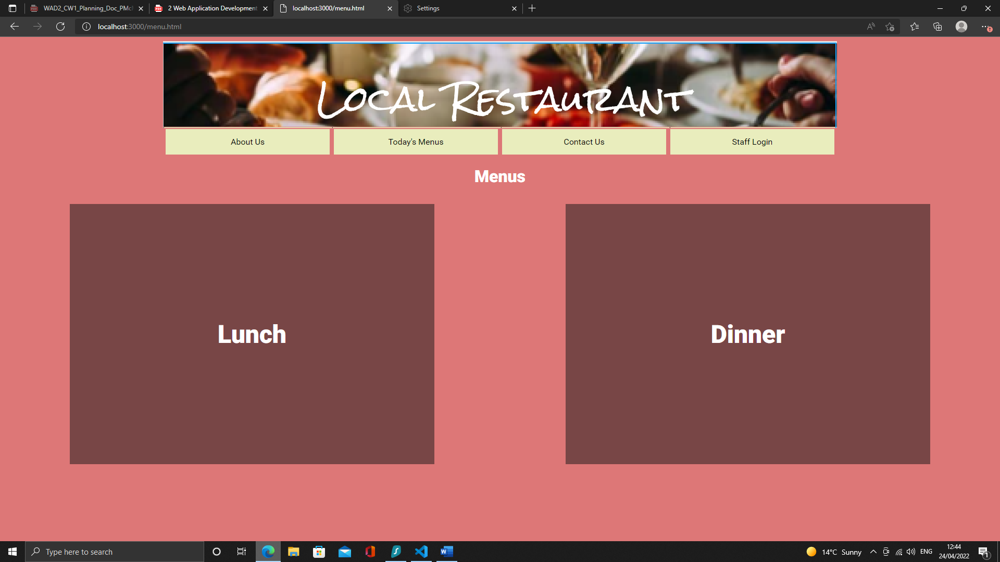 WAD2_CW1_Planning_Doc_PMc
2 Web Application Development
localhost:3000/menu.html
Settings
localhost:3000/menu.html
Local Restaurant
About Us
Today's Menus
Contact Us
Staff Login
Menus
Lunch
Dinner
Type here to search
14°C Sunny
ENG
12:44
24/04/2022
1